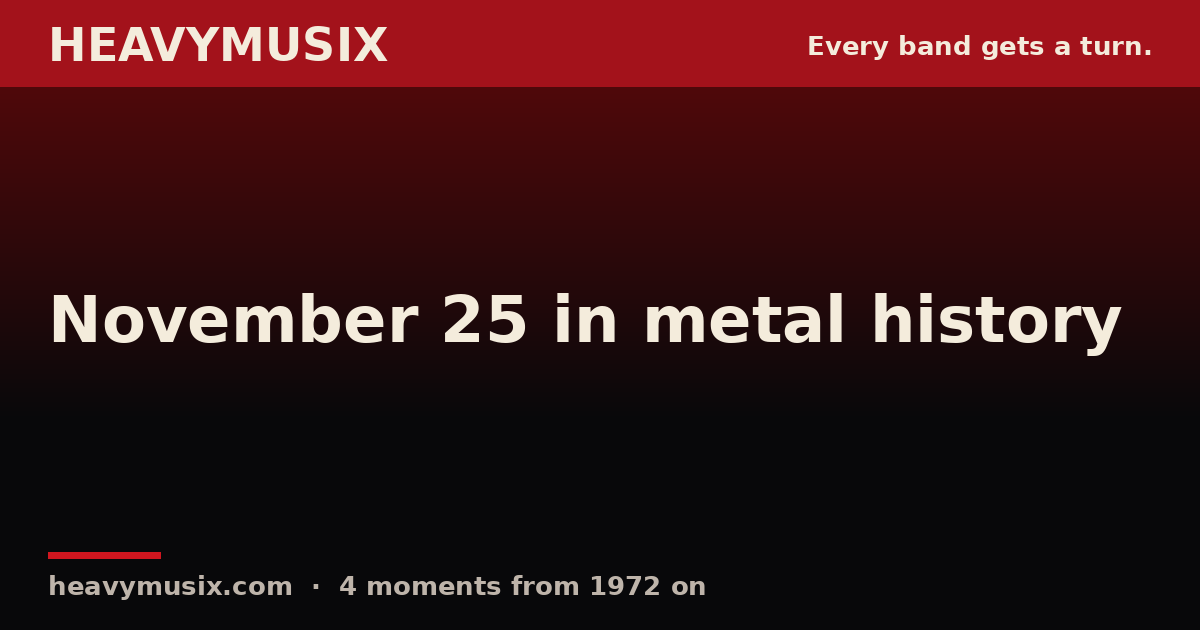 HEAVYMUSIX
Every band gets a turn.
November 25 in metal history
heavymusix.com · 4 moments from 1972 on